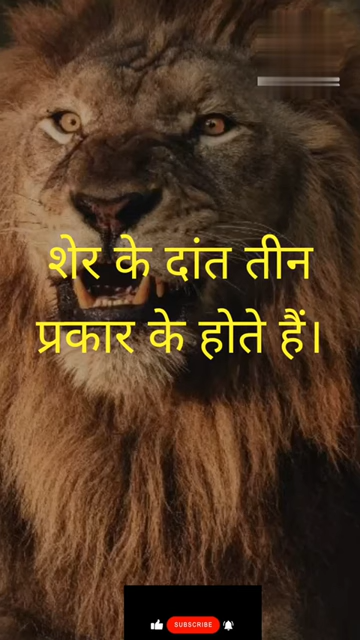 शेर के दांत तीन
प्रकार के होते हैं।
SUBSCRIBE